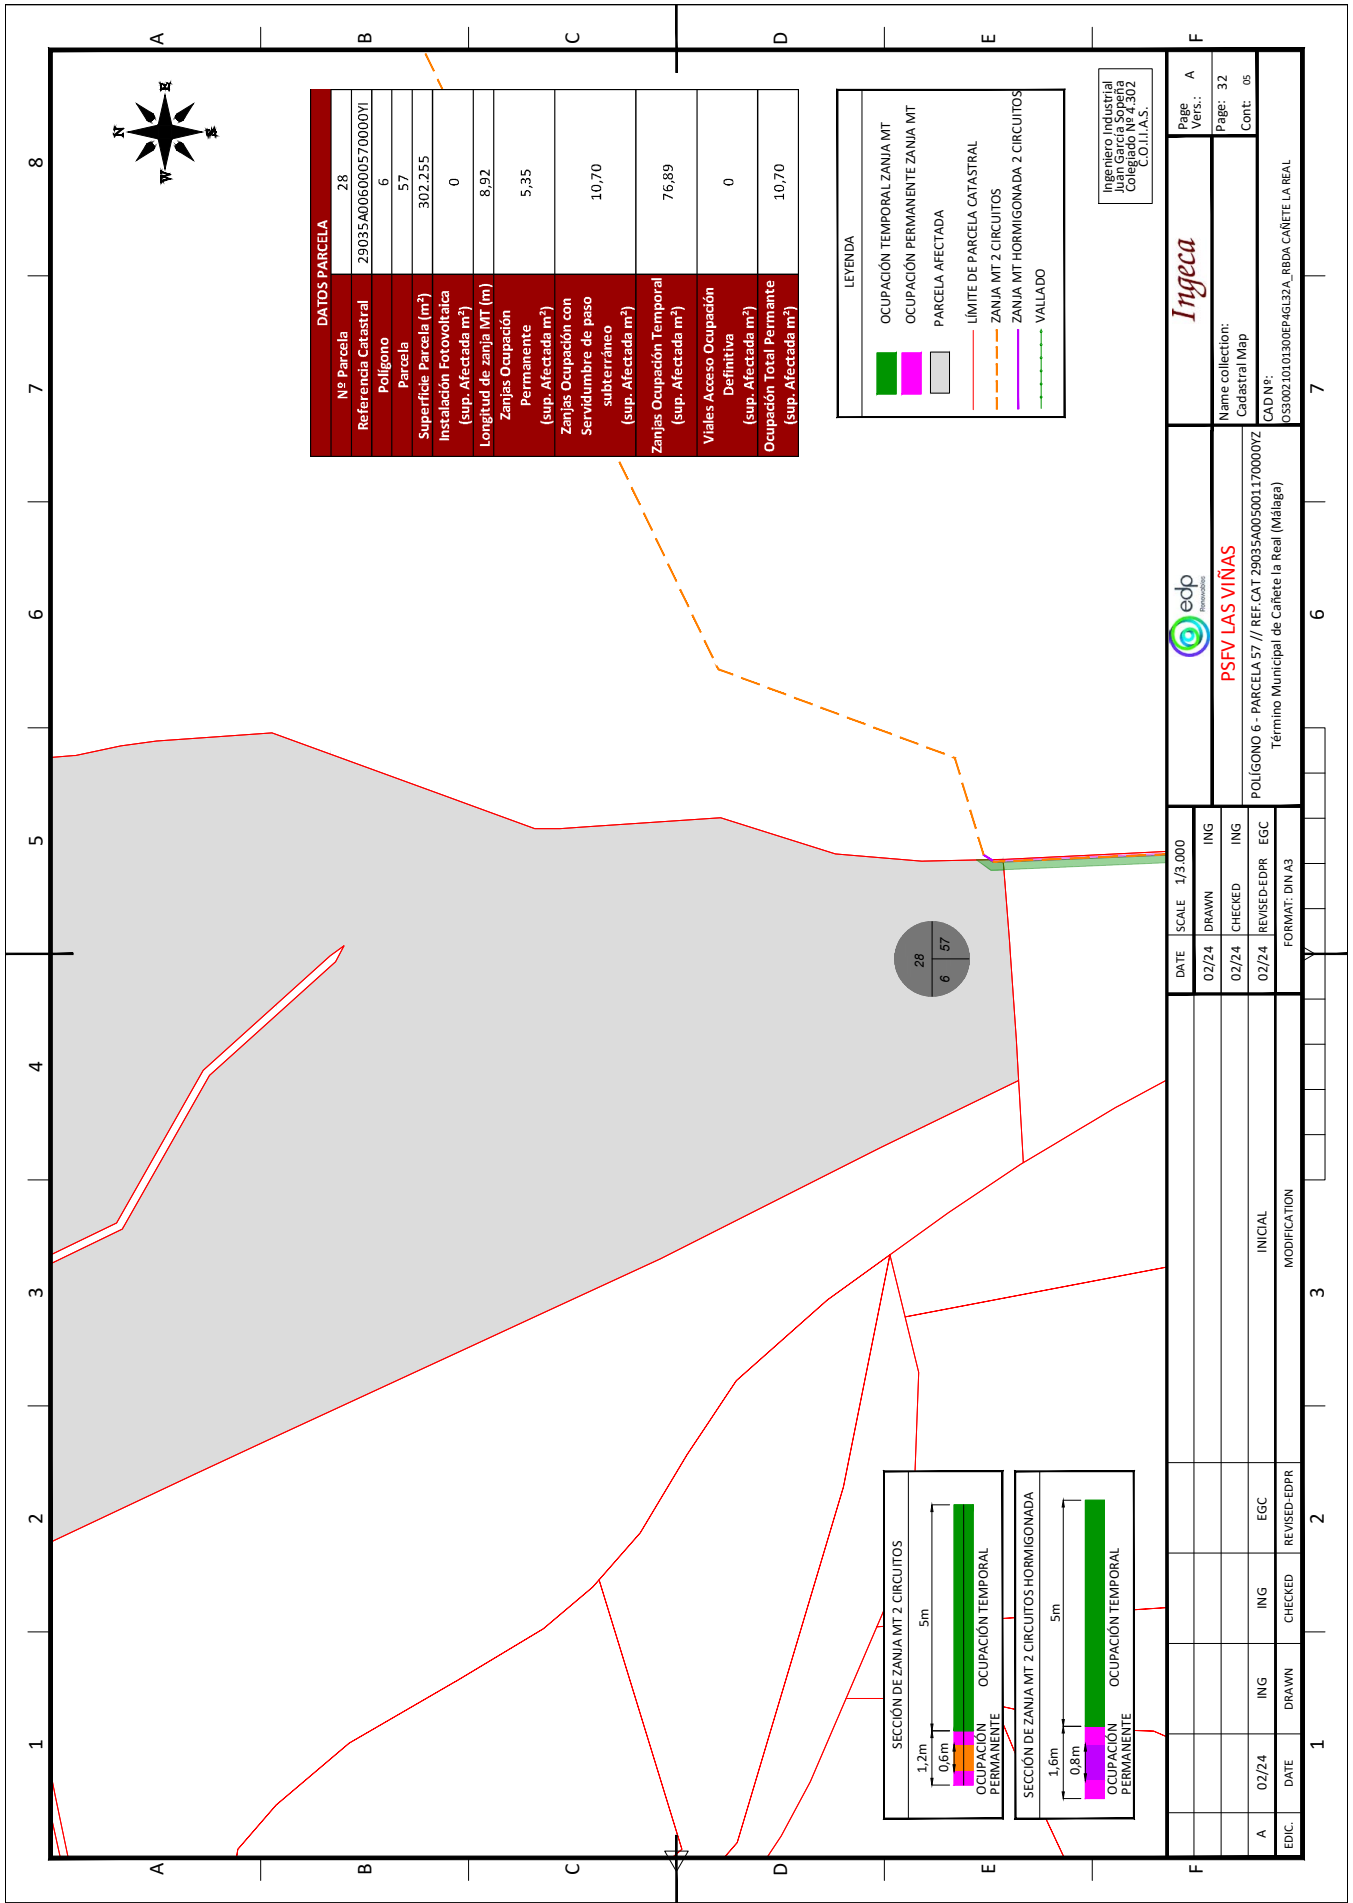 1
2
3
4
5
6
7
8
A
B
C
D
E
F
N
W
E
S
DATOS PARCELA
Nº Parcela 28
Referencia Catastral 29035A006000570000YI
Polígono 6
Parcela 57
Superficie Parcela (m²) 302.255
Instalación Fotovoltaica
(sup. Afectada m²) 0
Longitud de zanja MT (m) 8,92
Zanjas Ocupación
Permanente
(sup. Afectada m²) 5,35
Zanjas Ocupación con
Servidumbre de paso
subterráneo
(sup. Afectada m²) 10,70
Zanjas Ocupación Temporal
(sup. Afectada m²) 76,89
Viales Acceso Ocupación
Definitiva
(sup. Afectada m²) 0
Ocupación Total Permante
(sup. Afectada m²) 10,70
LEYENDA
OCUPACIÓN TEMPORAL ZANJA MT
OCUPACIÓN PERMANENTE ZANJA MT
PARCELA AFECTADA
LÍMITE DE PARCELA CATASTRAL
ZANJA MT 2 CIRCUITOS
ZANJA MT HORMIGONADA 2 CIRCUITOS
VALLADO
28
6
57
SECCIÓN DE ZANJA MT 2 CIRCUITOS
1,2m
0,6m
5m
OCUPACIÓN
PERMANENTE
OCUPACIÓN TEMPORAL
SECCIÓN DE ZANJA MT 2 CIRCUITOS HORMIGONADA
1,6m
0,8m
5m
OCUPACIÓN
PERMANENTE
OCUPACIÓN TEMPORAL
Ingeniero Industrial
Juan García Sopeña
Colegiado Nº 4.302
C.O.I.I.A.S.
A 02/24 ING ING EGC INICIAL
EDIC. DATE DRAWN CHECKED REVISED-EDPR MODIFICATION
DATE SCALE 1/3.000
02/24 DRAWN ING
02/24 CHECKED ING
02/24 REVISED-EDPR EGC
FORMAT: DIN A3
edp
Renewables
PSFV LAS VIÑAS
POLÍGONO 6 - PARCELA 57 // REF.CAT 29035A005001170000YZ
Término Municipal de Cañete la Real (Málaga)
Ingeca
Name collection:
Cadastral Map
CAD Nº:
OS300210101300EP4GL32A_RBDA CAÑETE LA REAL
Page
Vers.: A
Page: 32
Cont: 05
A
B
C
D
E
F
1
2
3
4
5
6
7